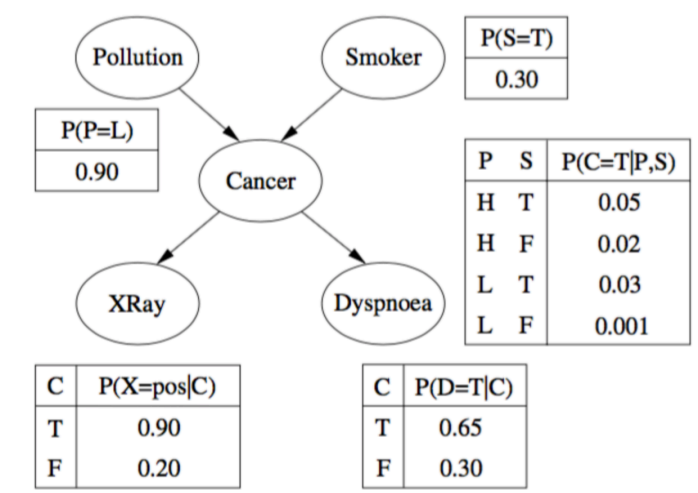 Pollution
Smoker
P(S=T)
0.30
P(P=L)
0.90
Cancer
P S P(C=T|P,S)
H T 0.05
H F 0.02
L T 0.03
L F 0.001
XRay
Dyspnoea
C P(X=pos|C)
T 0.90
F 0.20
C P(D=T|C)
T 0.65
F 0.30